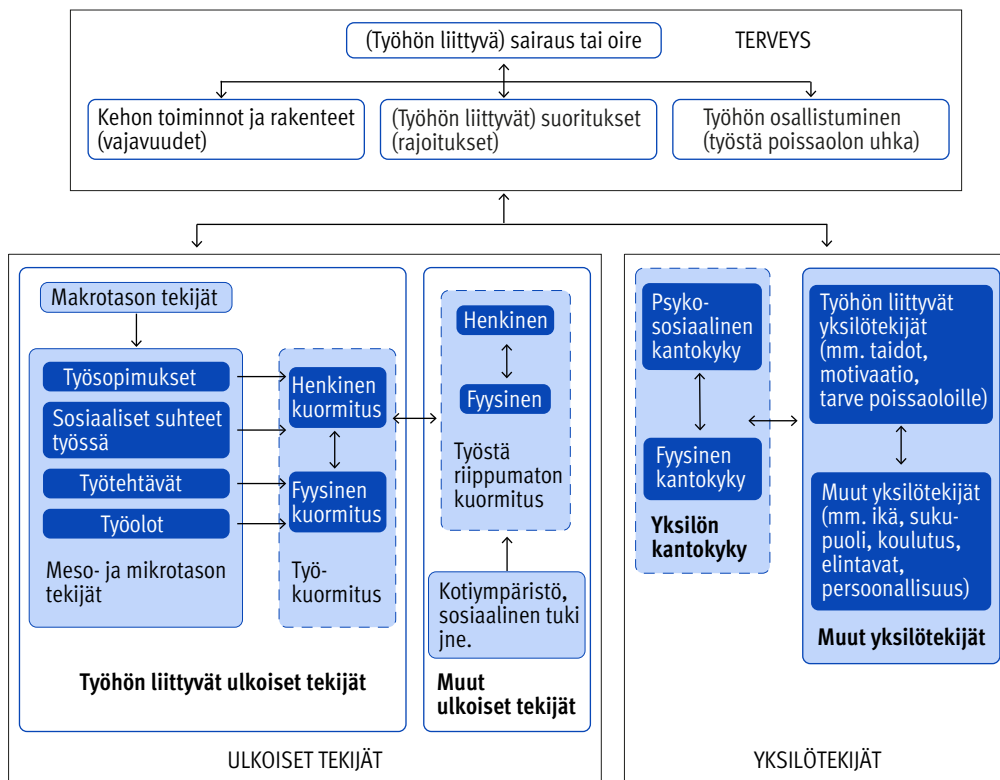 (Työhön liittyvä) sairaus tai oire
TERVEYS
Kehon toiminnot ja rakenteet
(vajavuudet)
(Työhön liittyvät) suoritukset
(rajoitukset)
Työhön osallistuminen
(työstä poissaolon uhka)
Makrotason tekijät
Työsopimukset
Sosiaaliset suhteet
työssä
Työtehtävät
Työolot
Meso- ja mikrotason
tekijät
Henkinen
kuormitus
Fyysinen
kuormitus
Työ-
kuormitus
Työhön liittyvät ulkoiset tekijät
Henkinen
Fyysinen
Työstä
riippumaton
kuormitus
Kotiympäristö,
sosiaalinen tuki
jne.
Muut
ulkoiset tekijät
ULKOISET TEKIJÄT
Psyko-
sosiaalinen
kantokyky
Fyysinen
kantokyky
Yksilön
kantokyky
Työhön liittyvät
yksilötekijät
(mm. taidot,
motivaatio,
tarve poissaoloille)
Muut yksilötekijät
(mm. ikä, suku-
puoli, koulutus,
elintavat,
persoonallisuus)
Muut yksilötekijät
YKSILÖTEKIJÄT